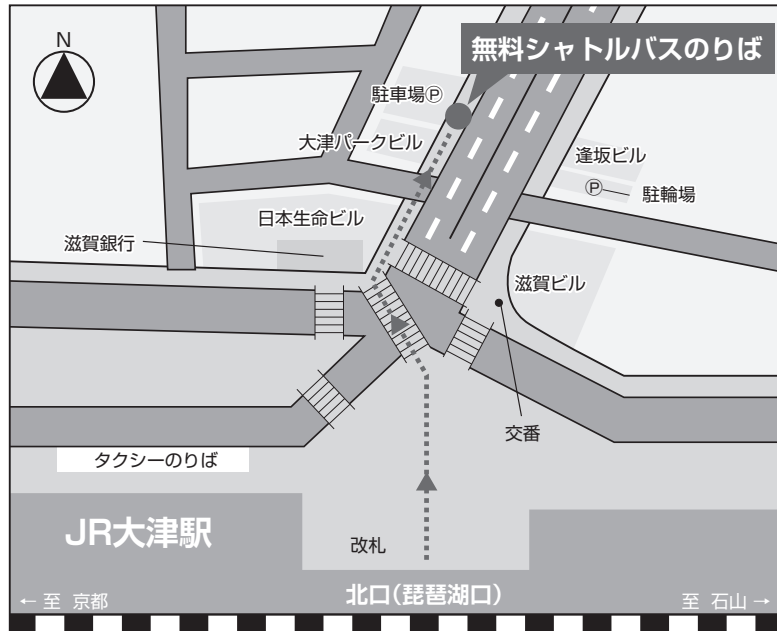 N
無料シャトルバスのりば
駐車場Ⓟ
大津パークビル
逢坂ビル
Ⓟ
駐輪場
日本生命ビル
滋賀銀行
滋賀ビル
交番
タクシーのりば
JR大津駅
改札
北口(琵琶湖口)
← 至 京都
至 石山 →